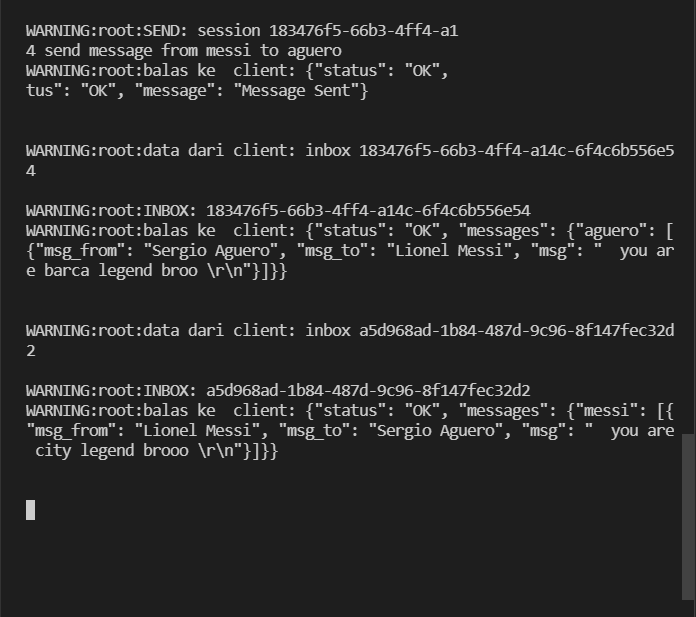 WARNING:root:SEND: session 183476f5-66b3-4ff4-a1
4 send message from messi to aguero
WARNING:root:balas ke  client: {"status": "OK",
tus": "OK", "message": "Message Sent"}
WARNING:root:data dari client: inbox 183476f5-66b3-4ff4-a14c-6f4c6b556e5
4
WARNING:root:INBOX: 183476f5-66b3-4ff4-a14c-6f4c6b556e54
WARNING:root:balas ke  client: {"status": "OK", "messages": {"aguero": [
{"msg_from": "Sergio Aguero", "msg_to": "Lionel Messi", "msg": "  you ar
e barca legend broo \r\n"}]}}
WARNING:root:data dari client: inbox a5d968ad-1b84-487d-9c96-8f147fec32d
2
WARNING:root:INBOX: a5d968ad-1b84-487d-9c96-8f147fec32d2
WARNING:root:balas ke  client: {"status": "OK", "messages": {"messi": [{
"msg_from": "Lionel Messi", "msg_to": "Sergio Aguero", "msg": "  you are
 city legend brooo \r\n"}]}}